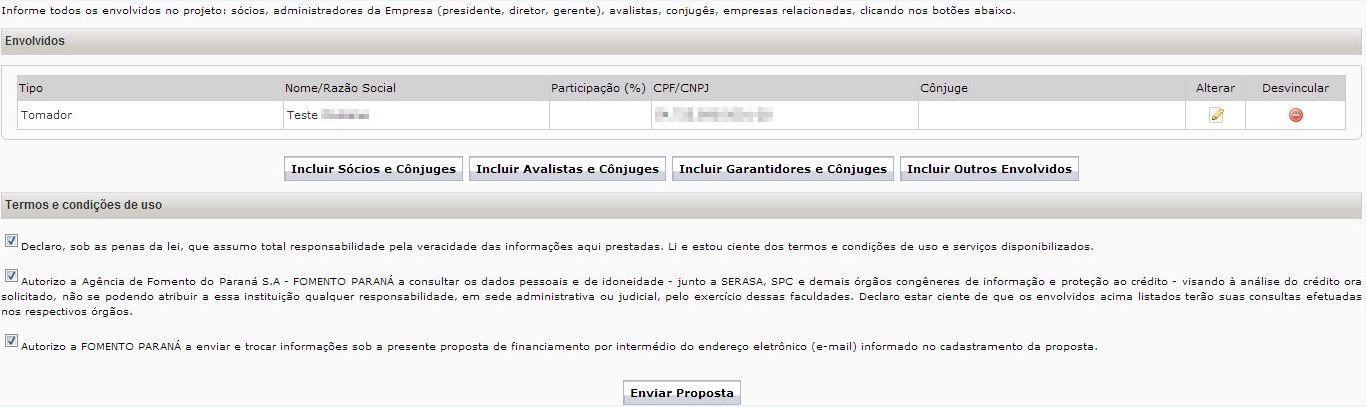 Informe todos os envolvidos no projeto: sócios, administradores da Empresa (presidente, diretor, gerente), avalistas, conjugês, empresas relacionadas, clicando nos botões abaixo.
Envolvidos
Tipo Nome/Razão Social Participação (%) CPF/CNPJ Cônjuge Alterar Desvincular
Tomador Teste
Incluir Sócios e Cônjuges Incluir Avalistas e Cônjuges Incluir Garantidores e Cônjuges Incluir Outros Envolvidos
Termos e condições de uso
Declaro, sob as penas da lei, que assumo total responsabilidade pela veracidade das informações aqui prestadas. Li e estou ciente dos termos e condições de uso e serviços disponibilizados.
Autorizo a Agência de Fomento do Paraná S.A - FOMENTO PARANÁ a consultar os dados pessoais e de idoneidade - junto a SERASA, SPC e demais órgãos congêneres de informação e proteção ao crédito - visando à análise do crédito ora
solicitado, não se podendo atribuir a essa instituição qualquer responsabilidade, em sede administrativa ou judicial, pelo exercício dessas faculdades. Declaro estar ciente de que os envolvidos acima listados terão suas consultas efetuadas
nos respectivos órgãos.
Autorizo a FOMENTO PARANÁ a enviar e trocar informações sob a presente proposta de financiamento por intermédio do endereço eletrônico (e-mail) informado no cadastramento da proposta.
Enviar Proposta